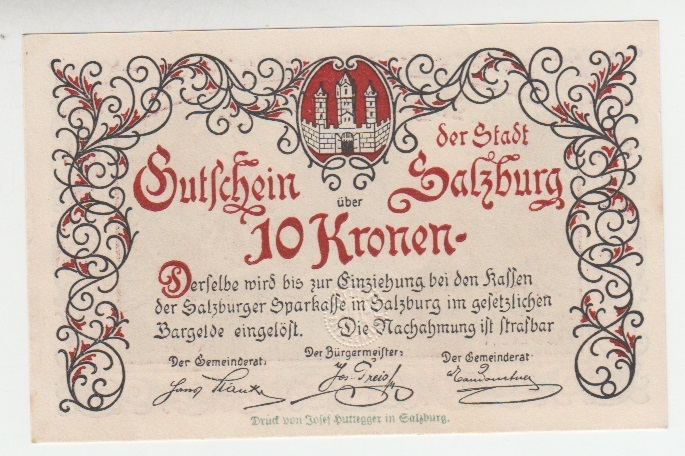 Gutschein
über
der Stadt
Salzburg
10 Kronen-
Derselbe wird bis zur Einziehung bei den Kassen
der Salzburger Sparkasse in Salzburg im gesetzlichen
Bargelde eingelöst. Die Nachahmung ist strafbar
Der Gemeinderat: Der Bürgermeister: Der Gemeinderat:
Druck von Josef Huttegger in Salzburg.